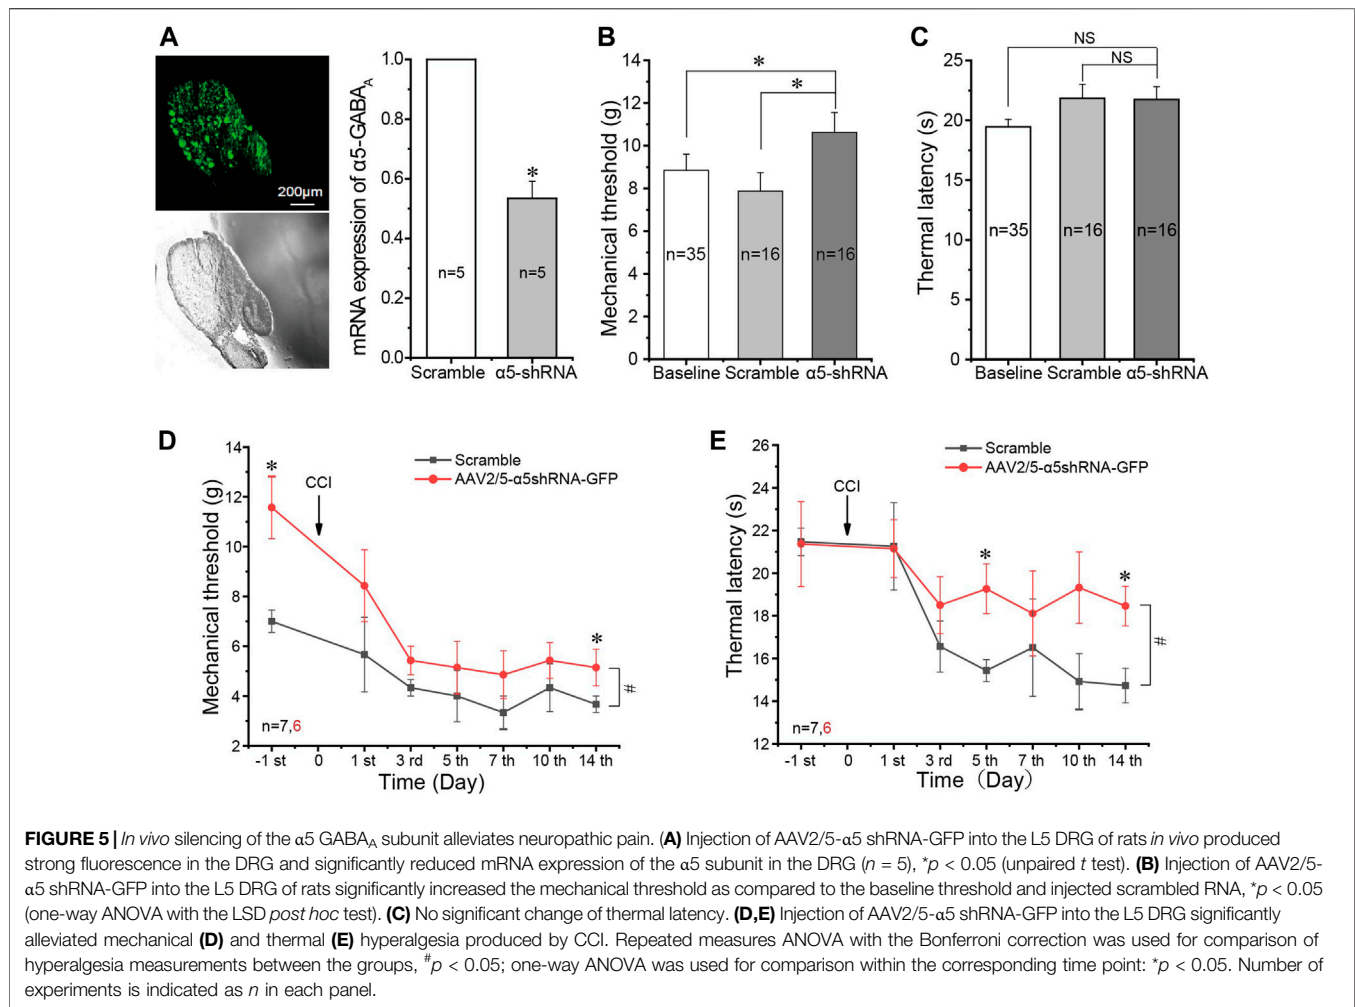 A
200μm
mRNA expression of α5-GABA_A
1.0
0.8
0.6
0.4
0.2
0.0
*
n=5
n=5
Scramble α5-shRNA
B
Mechanical threshold (g)
14
12
10
8
6
4
2
0
*
*
n=35
n=16
n=16
Baseline Scramble α5-shRNA
C
Thermal latency (s)
25
20
15
10
5
0
NS
NS
n=35
n=16
n=16
Baseline Scramble α5-shRNA
D
Mechanical threshold (g)
14
12
10
8
6
4
2
*
CCI
Scramble
AAV2/5-α5shRNA-GFP
*
#
n=7,6
-1 st 0 1 st 3 rd 5 th 7 th 10 th 14 th
Time (Day)
E
Thermal latency (s)
26
24
22
20
18
16
14
12
CCI
Scramble
AAV2/5-α5shRNA-GFP
*
*
#
n=7,6
-1 st 0 1 st 3 rd 5 th 7 th 10 th 14 th
Time (Day)
FIGURE 5 | In vivo silencing of the α5 GABA_A subunit alleviates neuropathic pain. (A) Injection of AAV2/5-α5 shRNA-GFP into the L5 DRG of rats in vivo produced
strong fluorescence in the DRG and significantly reduced mRNA expression of the α5 subunit in the DRG (n = 5), *p < 0.05 (unpaired t test). (B) Injection of AAV2/5-
α5 shRNA-GFP into the L5 DRG of rats significantly increased the mechanical threshold as compared to the baseline threshold and injected scrambled RNA, *p < 0.05
(one-way ANOVA with the LSD post hoc test). (C) No significant change of thermal latency. (D,E) Injection of AAV2/5-α5 shRNA-GFP into the L5 DRG significantly
alleviated mechanical (D) and thermal (E) hyperalgesia produced by CCI. Repeated measures ANOVA with the Bonferroni correction was used for comparison of
hyperalgesia measurements between the groups, #p < 0.05; one-way ANOVA was used for comparison within the corresponding time point: *p < 0.05. Number of
experiments is indicated as n in each panel.